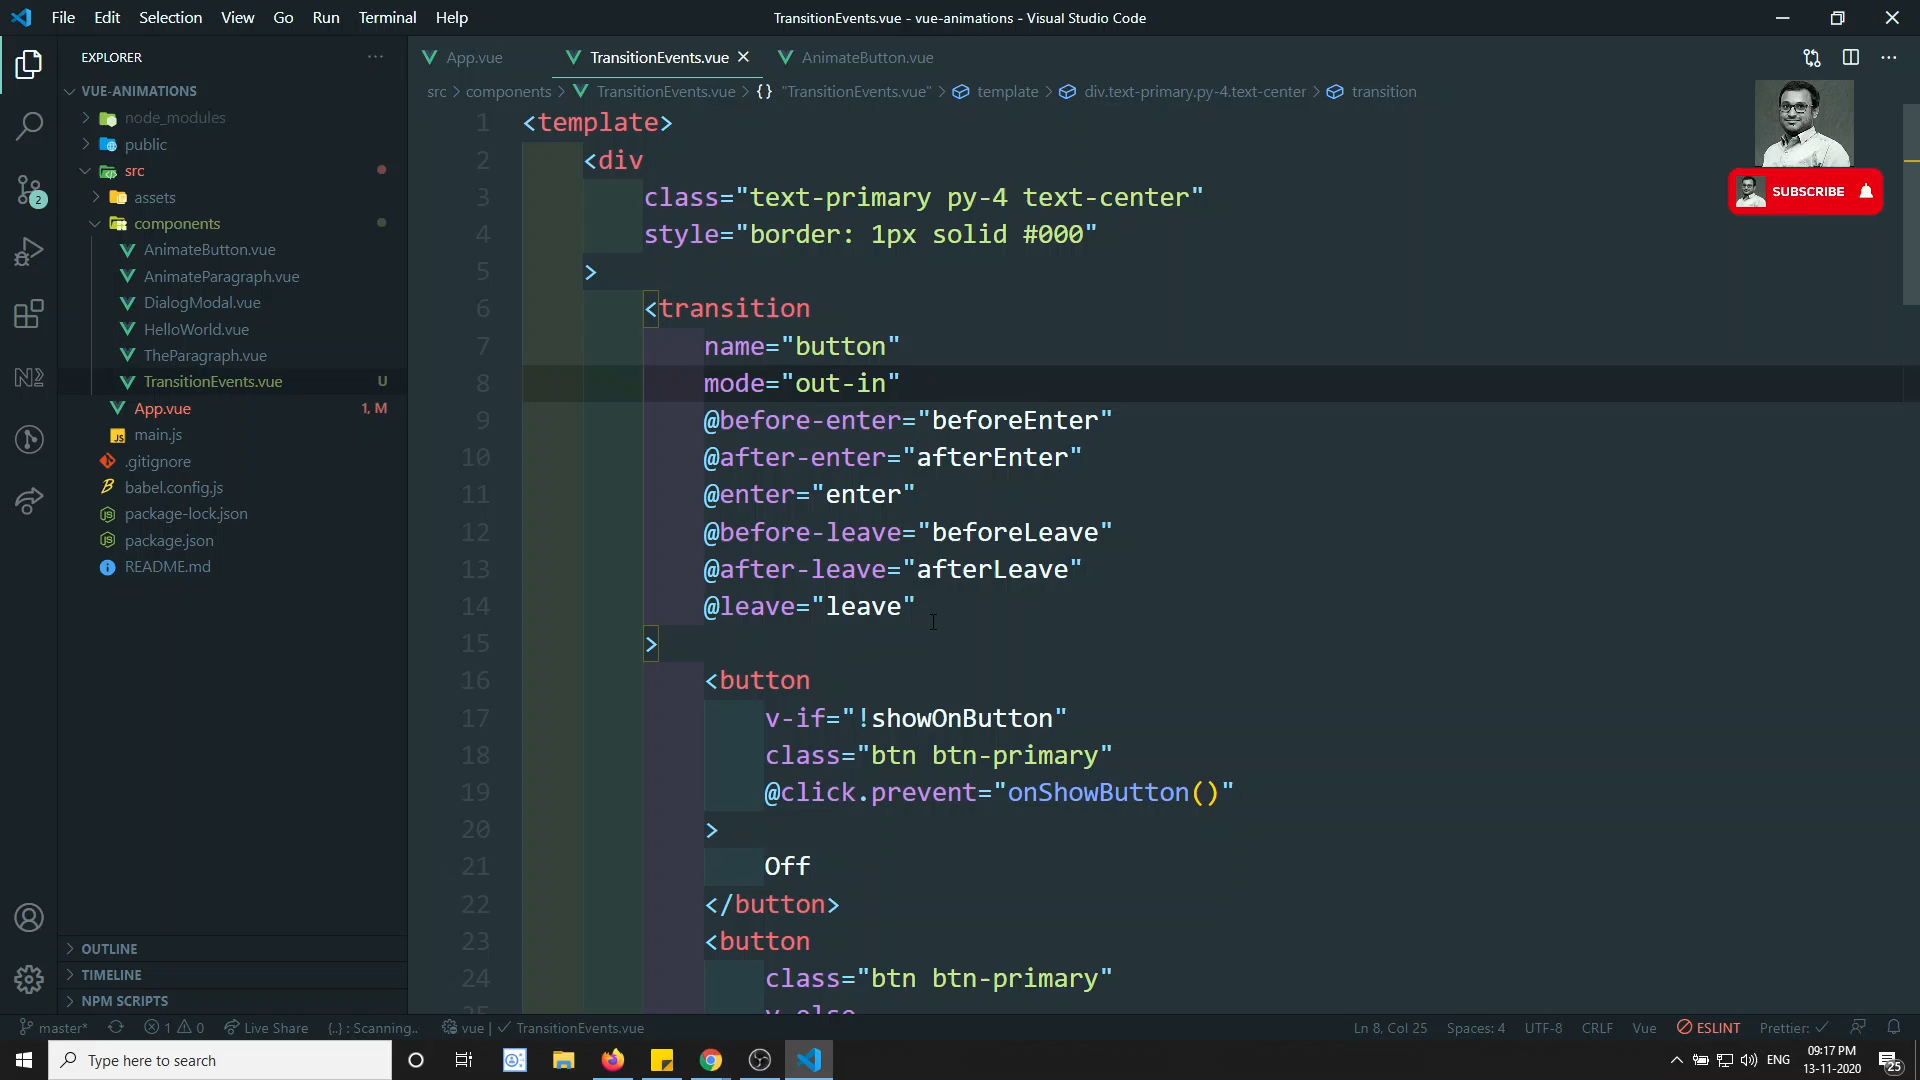 File Edit Selection View Go Run Terminal Help
TransitionEvents.vue - vue-animations - Visual Studio Code
EXPLORER
VUE-ANIMATIONS
node_modules
public
src
assets
components
AnimateButton.vue
AnimateParagraph.vue
DialogModal.vue
HelloWorld.vue
TheParagraph.vue
TransitionEvents.vue U
App.vue 1, M
main.js
.gitignore
babel.config.js
package-lock.json
package.json
README.md
OUTLINE
TIMELINE
NPM SCRIPTS
2
App.vue TransitionEvents.vue AnimateButton.vue
src > components > TransitionEvents.vue > {} "TransitionEvents.vue" > template > div.text-primary.py-4.text-center > transition
SUBSCRIBE
1 <template>
2 <div
3 class="text-primary py-4 text-center"
4 style="border: 1px solid #000"
5 >
6 <transition
7 name="button"
8 mode="out-in"
9 @before-enter="beforeEnter"
10 @after-enter="afterEnter"
11 @enter="enter"
12 @before-leave="beforeLeave"
13 @after-leave="afterLeave"
14 @leave="leave"
15 >
16 <button
17 v-if="!showOnButton"
18 class="btn btn-primary"
19 @click.prevent="onShowButton()"
20 >
21 Off
22 </button>
23 <button
24 class="btn btn-primary"
25 v-else
master* 1 0 Live Share {..} : Scanning.. vue | TransitionEvents.vue
Ln 8, Col 25 Spaces: 4 UTF-8 CRLF Vue ESLINT Prettier:
Type here to search
ENG
09:17 PM
13-11-2020
25